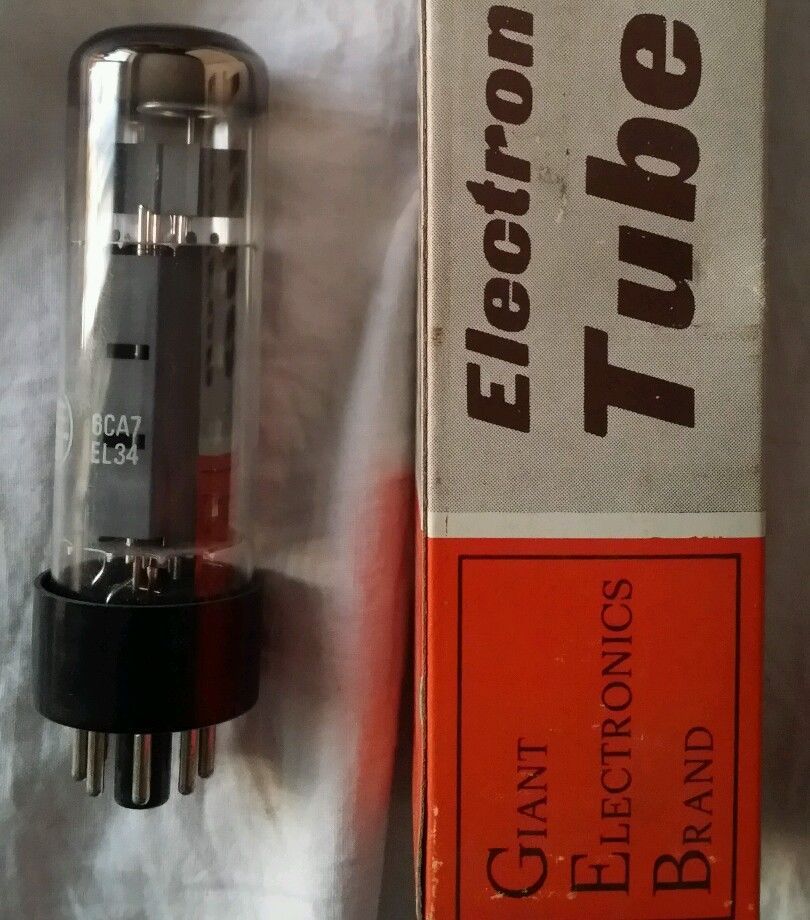 6CA7
EL34
Electron
Tube
GIANT
ELECTRONICS
BRAND